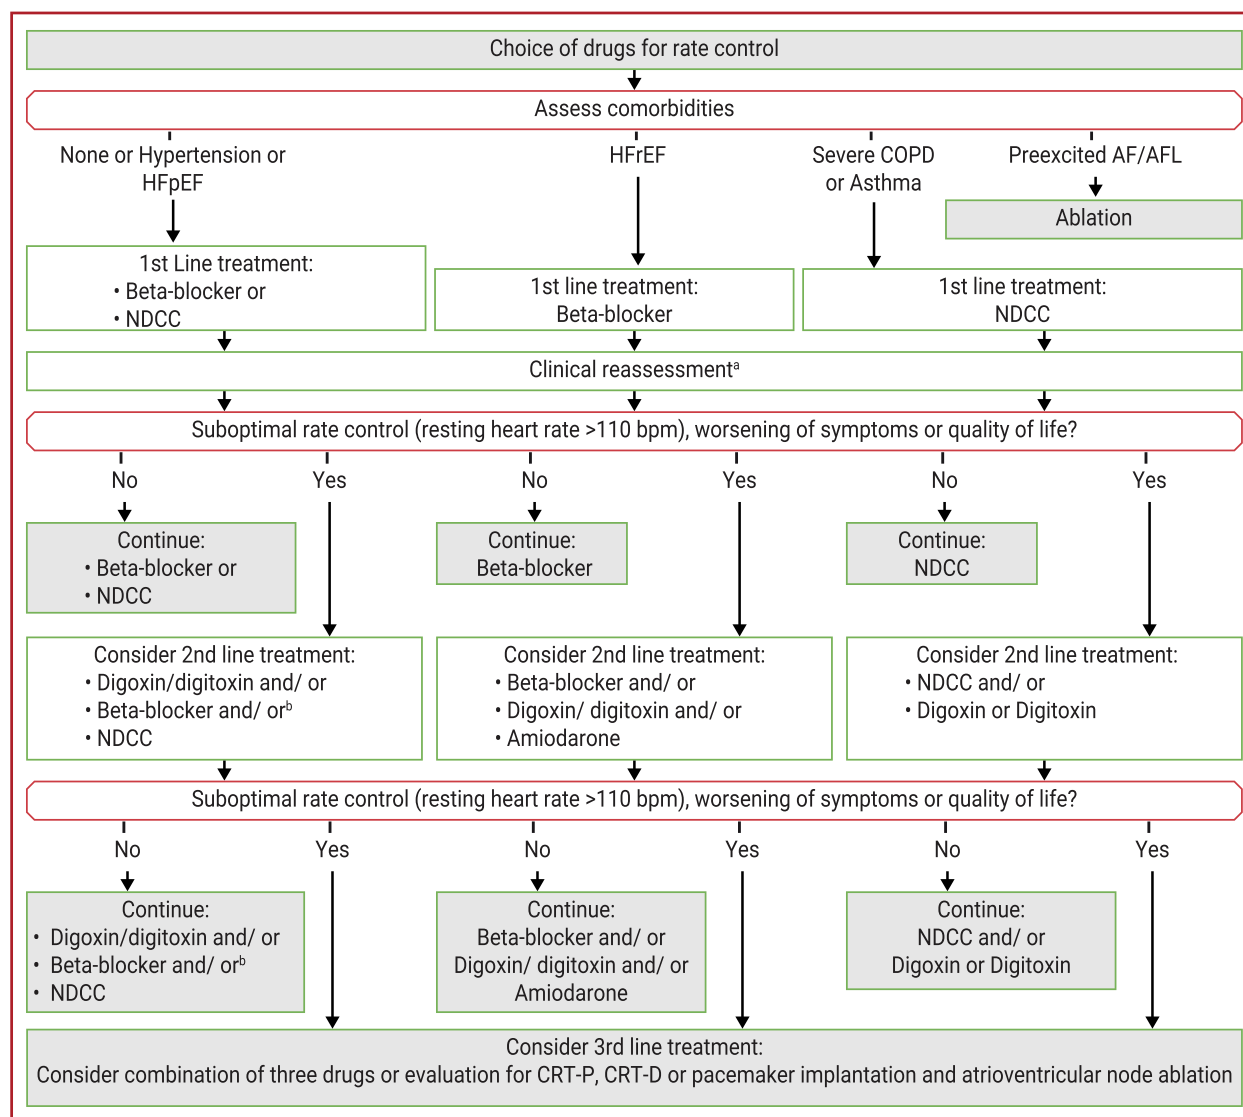 Choice of drugs for rate control
Assess comorbidities
None or Hypertension or
HFpEF
HFrEF
Severe COPD
or Asthma
Preexcited AF/AFL
Ablation
1st Line treatment:
• Beta-blocker or
• NDCC
1st line treatment:
Beta-blocker
1st line treatment:
NDCC
Clinical reassessmentᵃ
Suboptimal rate control (resting heart rate >110 bpm), worsening of symptoms or quality of life?
No
Yes
No
Yes
No
Yes
Continue:
• Beta-blocker or
• NDCC
Continue:
Beta-blocker
Continue:
NDCC
Consider 2nd line treatment:
• Digoxin/digitoxin and/ or
• Beta-blocker and/ orᵇ
• NDCC
Consider 2nd line treatment:
• Beta-blocker and/ or
• Digoxin/ digitoxin and/ or
• Amiodarone
Consider 2nd line treatment:
• NDCC and/ or
• Digoxin or Digitoxin
Suboptimal rate control (resting heart rate >110 bpm), worsening of symptoms or quality of life?
No
Yes
No
Yes
No
Yes
Continue:
• Digoxin/digitoxin and/ or
• Beta-blocker and/ orᵇ
• NDCC
Continue:
Beta-blocker and/ or
Digoxin/ digitoxin and/ or
Amiodarone
Continue:
NDCC and/ or
Digoxin or Digitoxin
Consider 3rd line treatment:
Consider combination of three drugs or evaluation for CRT-P, CRT-D or pacemaker implantation and atrioventricular node ablation